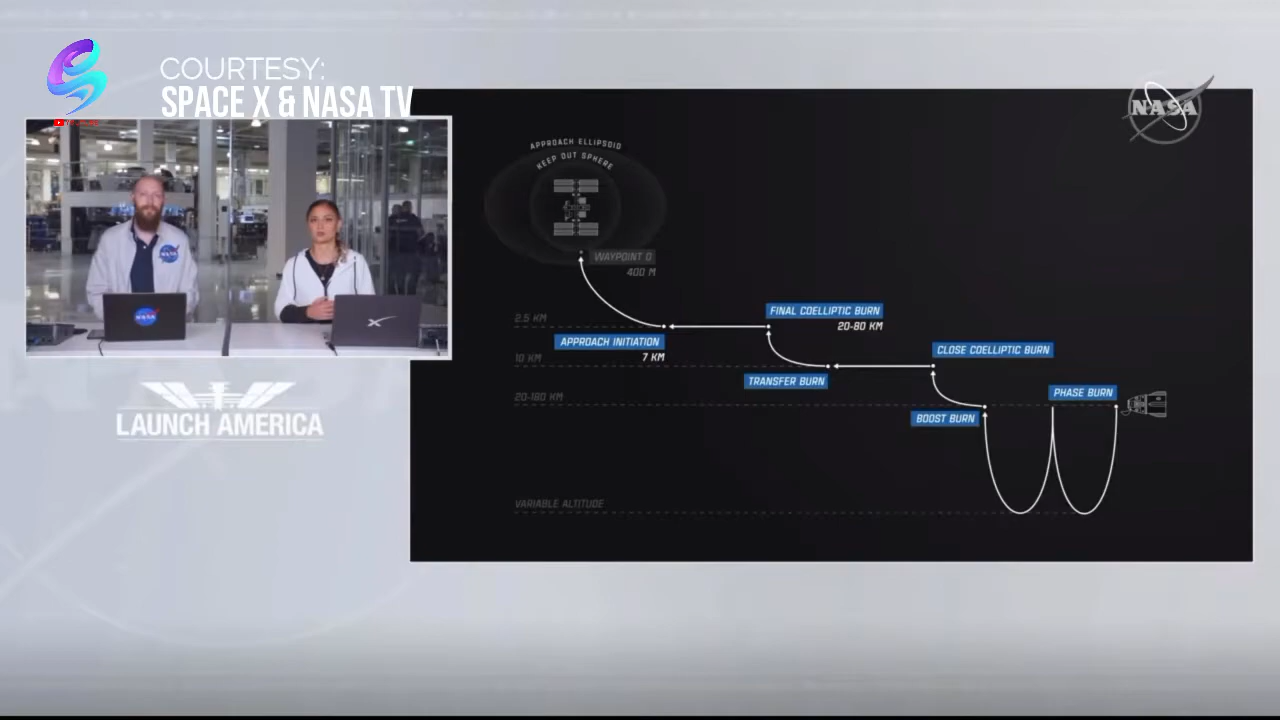 COURTESY:
SPACE X & NASA TV
NASA
NASA
NASA
LAUNCH AMERICA
APPROACH ELLIPSOID
KEEP OUT SPHERE
WAYPOINT 0
400 M
2.5 KM
FINAL COELLIPTIC BURN
20-80 KM
APPROACH INITIATION
7 KM
10 KM
CLOSE COELLIPTIC BURN
TRANSFER BURN
20-180 KM
PHASE BURN
BOOST BURN
VARIABLE ALTITUDE